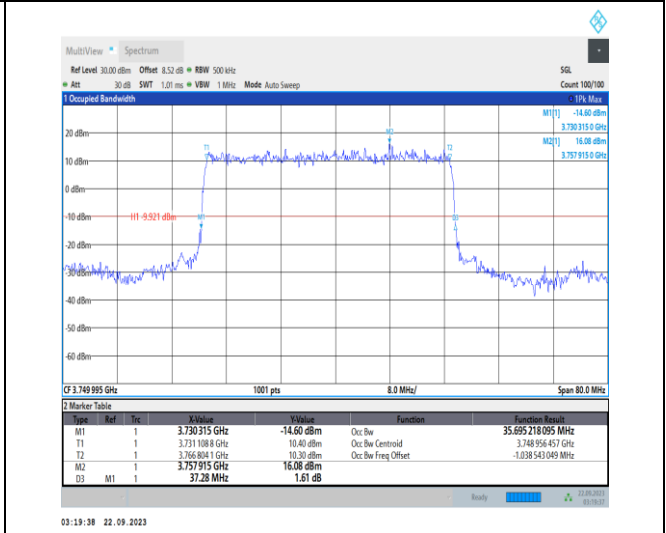 MultiView Spectrum
Ref Level 30.00 dBm Offset 8.52 dB RBW 500 kHz SGL
Att 30 dB SWT 1.01 ms VBW 1 MHz Mode Auto Sweep Count 100/100
1 Occupied Bandwidth 1Pk Max
M1[1] -14.60 dBm
3.730 315 0 GHz
M2[1] 16.08 dBm
3.757 915 0 GHz
20 dBm
M2
T1 T2
10 dBm
0 dBm
-10 dBm H1 -9.921 dBm M1 D3
-20 dBm
-30 dBm
-40 dBm
-50 dBm
-60 dBm
CF 3.749 995 GHz 1001 pts 8.0 MHz/ Span 80.0 MHz
2 Marker Table
Type Ref Trc X-Value Y-Value Function Function Result
M1 1 3.730315 GHz -14.60 dBm Occ Bw 35.695 218 095 MHz
T1 1 3.731 108 8 GHz 10.40 dBm Occ Bw Centroid 3.748 956 457 GHz
T2 1 3.766 804 1 GHz 10.30 dBm Occ Bw Freq Offset -1.038 543 049 MHz
M2 1 3.757915 GHz 16.08 dBm
D3 M1 1 37.28 MHz 1.61 dB
Ready 22.09.2023
03:19:37
03:19:38 22.09.2023